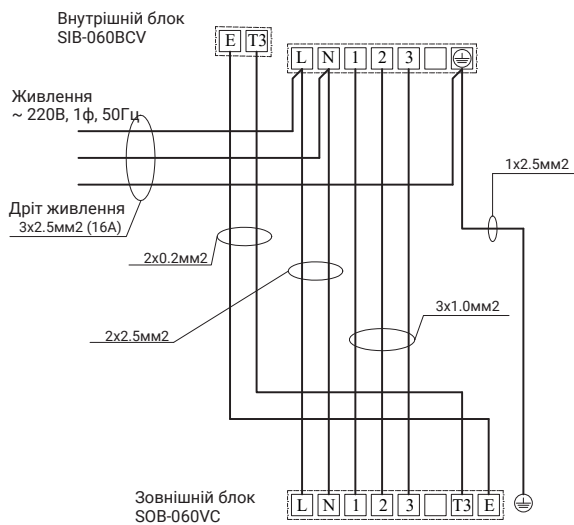 Внутрішній блок
SIB-060BCV
E T3
L N 1 2 3
Живлення
~ 220В, 1ф, 50Гц
1x2.5мм2
Дріт живлення
3x2.5мм2 (16А)
2x0.2мм2
3x1.0мм2
2x2.5мм2
Зовнішній блок
SOB-060VC
L N 1 2 3 T3 E